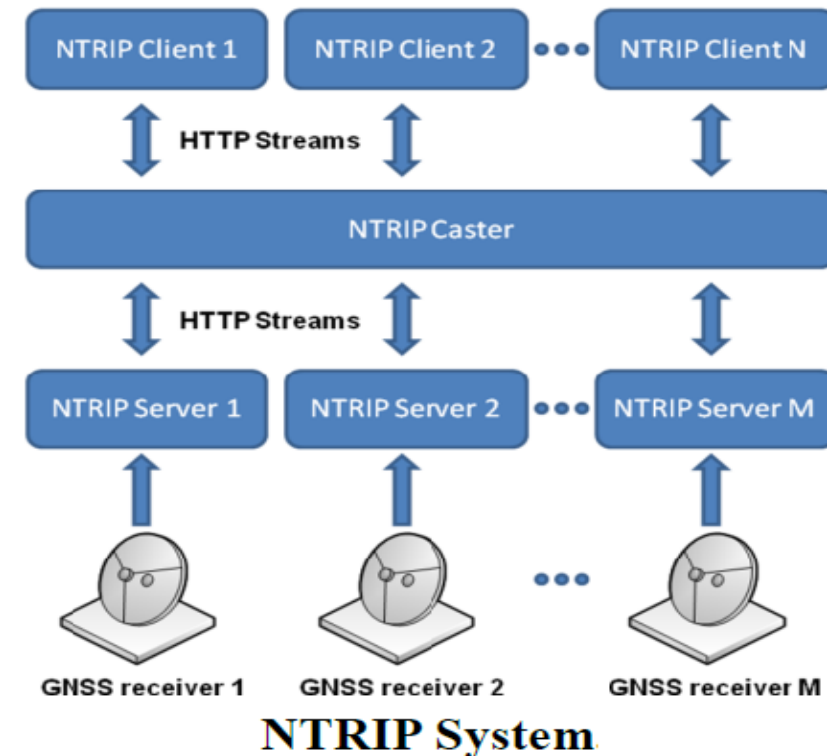 NTRIP Client 1 NTRIP Client 2 NTRIP Client N
HTTP Streams
NTRIP Caster
HTTP Streams
NTRIP Server 1 NTRIP Server 2 NTRIP Server M
GNSS receiver 1 GNSS receiver 2 GNSS receiver M
NTRIP System